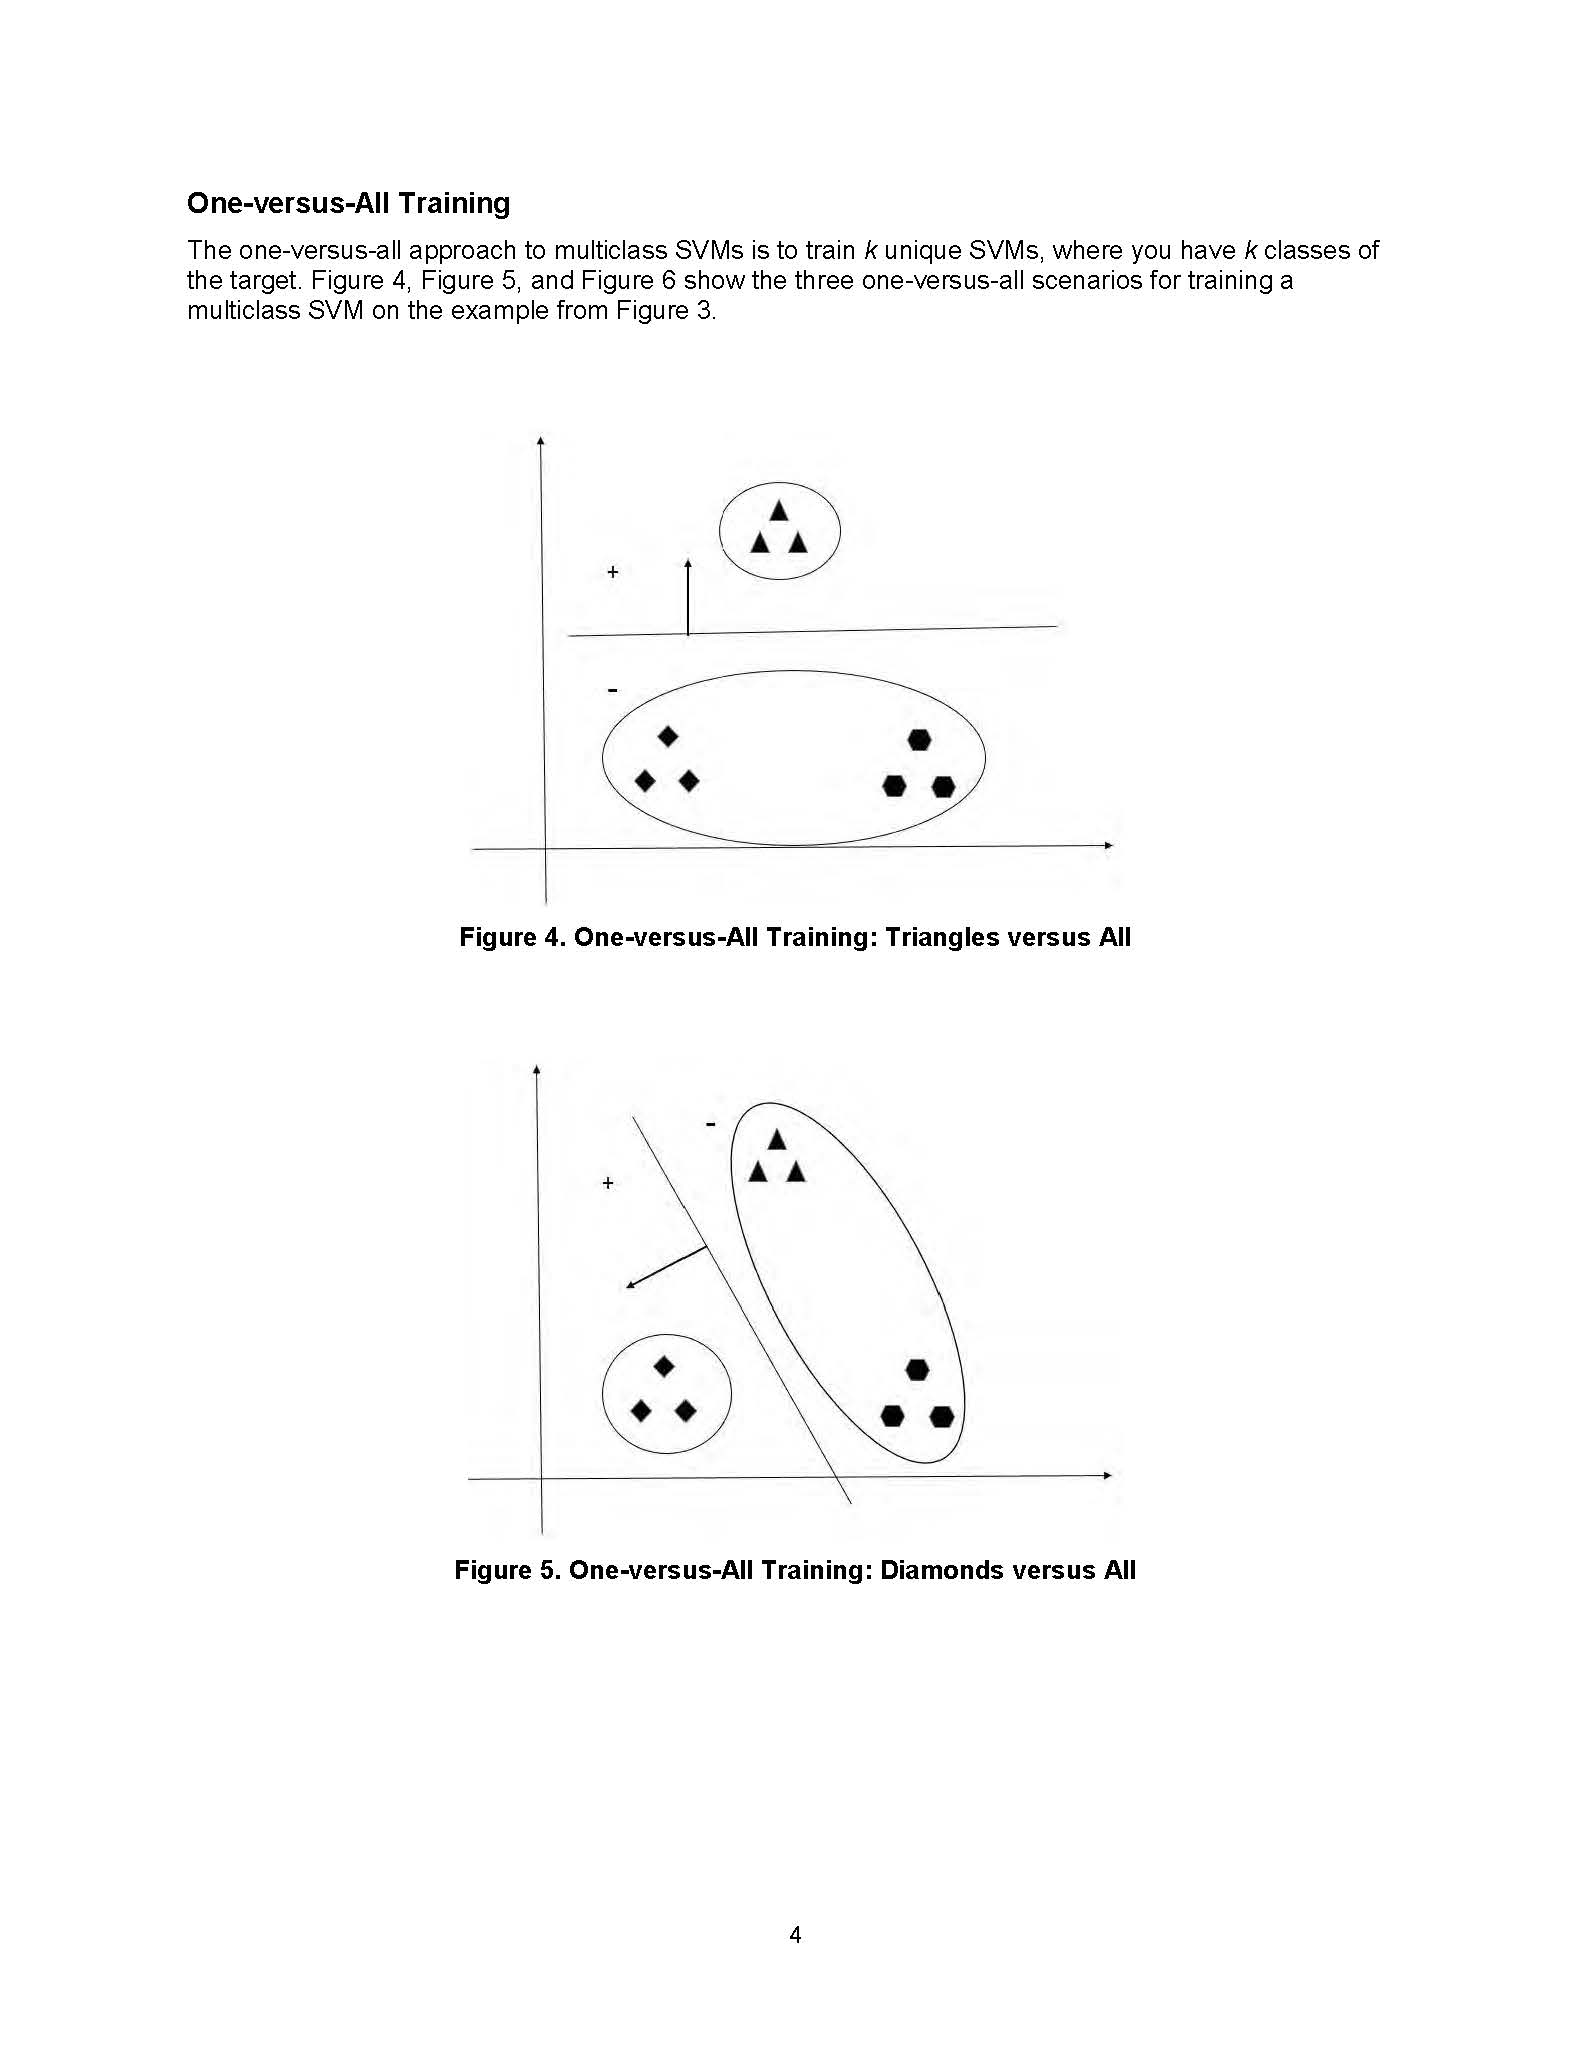 One-versus-All Training
The one-versus-all approach to multiclass SVMs is to train k unique SVMs, where you have k classes of
the target. Figure 4, Figure 5, and Figure 6 show the three one-versus-all scenarios for training a
multiclass SVM on the example from Figure 3.
+
-
Figure 4. One-versus-All Training: Triangles versus All
-
+
Figure 5. One-versus-All Training: Diamonds versus All
4